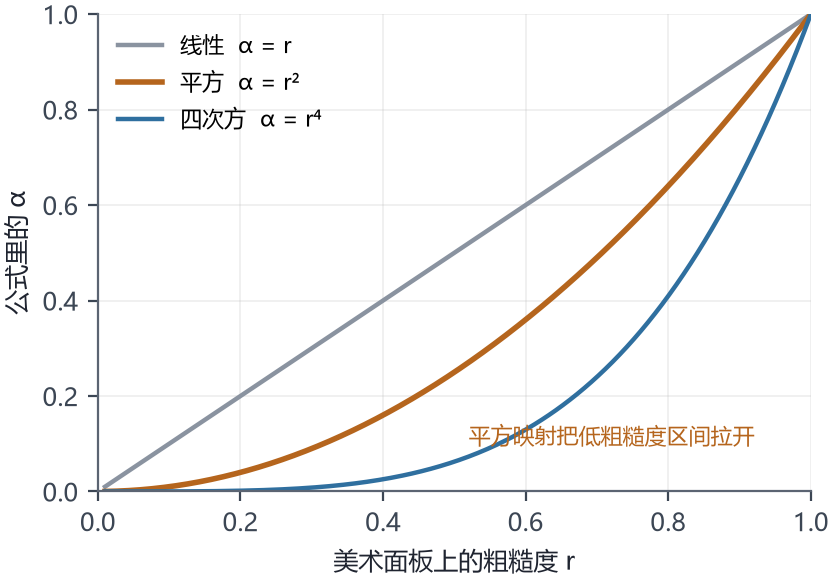 线性 α = r
平方 α = r²
四次方 α = r⁴
公式里的 α
1.0
0.8
0.6
0.4
0.2
0.0
平方映射把低粗糙度区间拉开
0.0 0.2 0.4 0.6 0.8 1.0
美术面板上的粗糙度 r